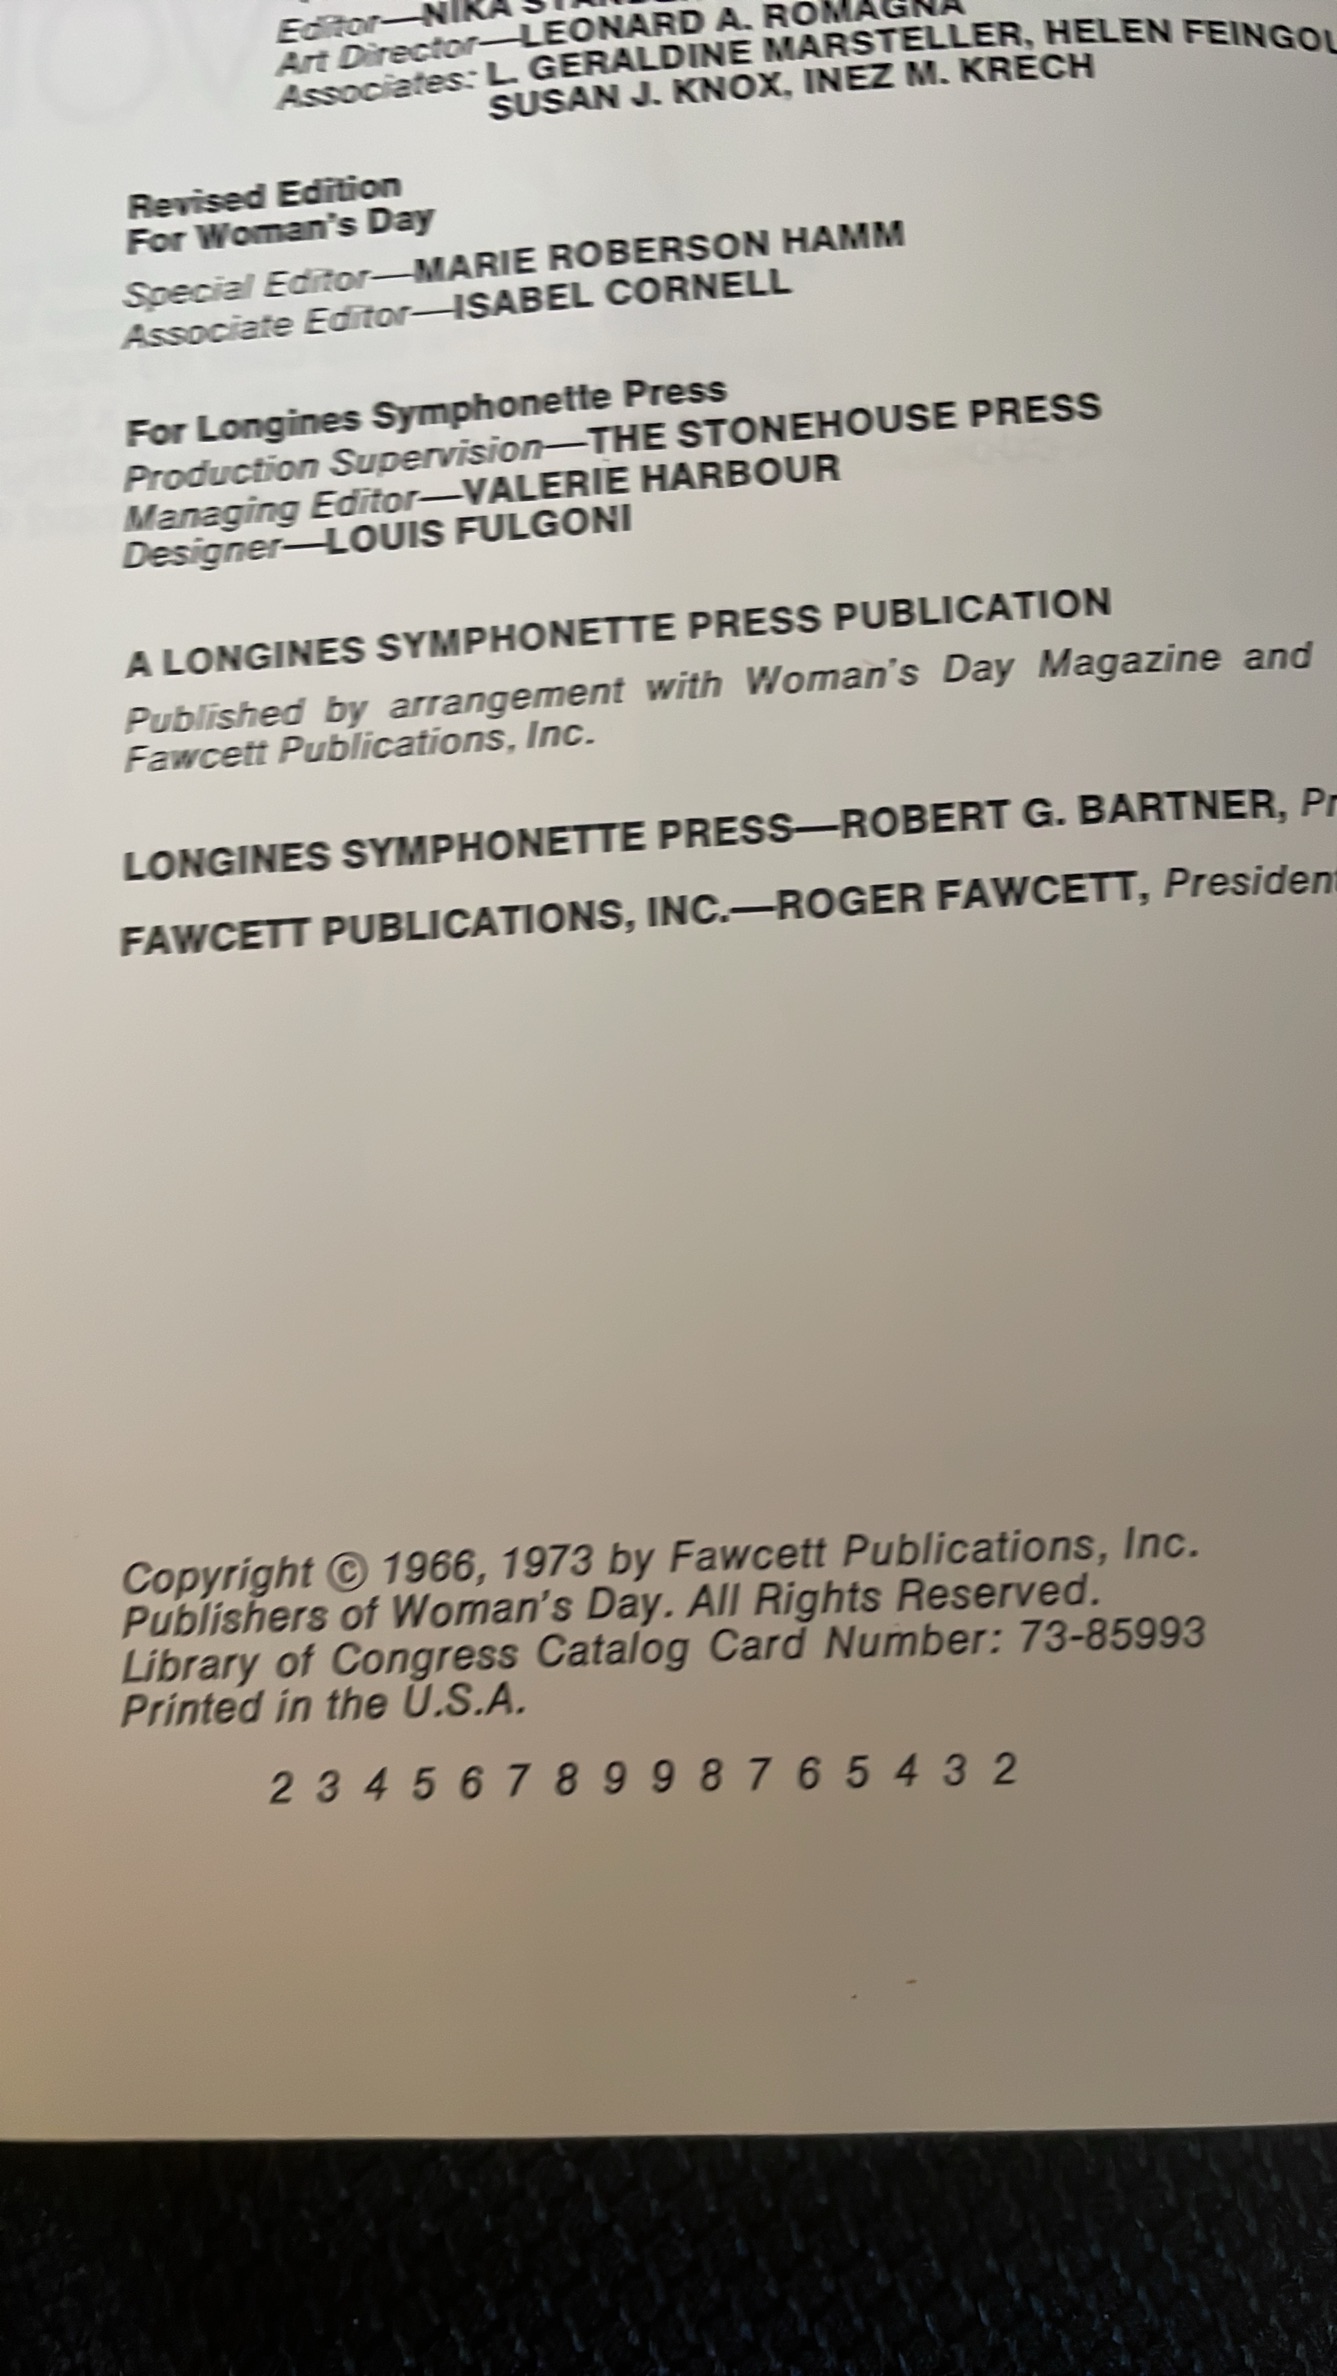 Editor—NIKA
Art Director—LEONARD A. ROMAGNA
Associates: L. GERALDINE MARSTELLER, HELEN
SUSAN J. KNOX, INEZ M. KRECH
Revised Edition
For Woman's Day
Special Editor—MARIE ROBERSON HAMM
Associate Editor—ISABEL CORNELL
For Longines Symphonette Press
Production Supervision—THE STONEHOUSE PRESS
Managing Editor—VALERIE HARBOUR
Designer—LOUIS FULGONI
A LONGINES SYMPHONETTE PRESS PUBLICATION
Published by arrangement with Woman's Day Magazine and
Fawcett Publications, Inc.
LONGINES SYMPHONETTE PRESS—ROBERT G. BARTNER,
FAWCETT PUBLICATIONS, INC.—ROGER FAWCETT, President
Copyright © 1966, 1973 by Fawcett Publications, Inc.
Publishers of Woman's Day. All Rights Reserved.
Library of Congress Catalog Card Number: 73-85993
Printed in the U.S.A.
2 3 4 5 6 7 8 9 9 8 7 6 5 4 3 2